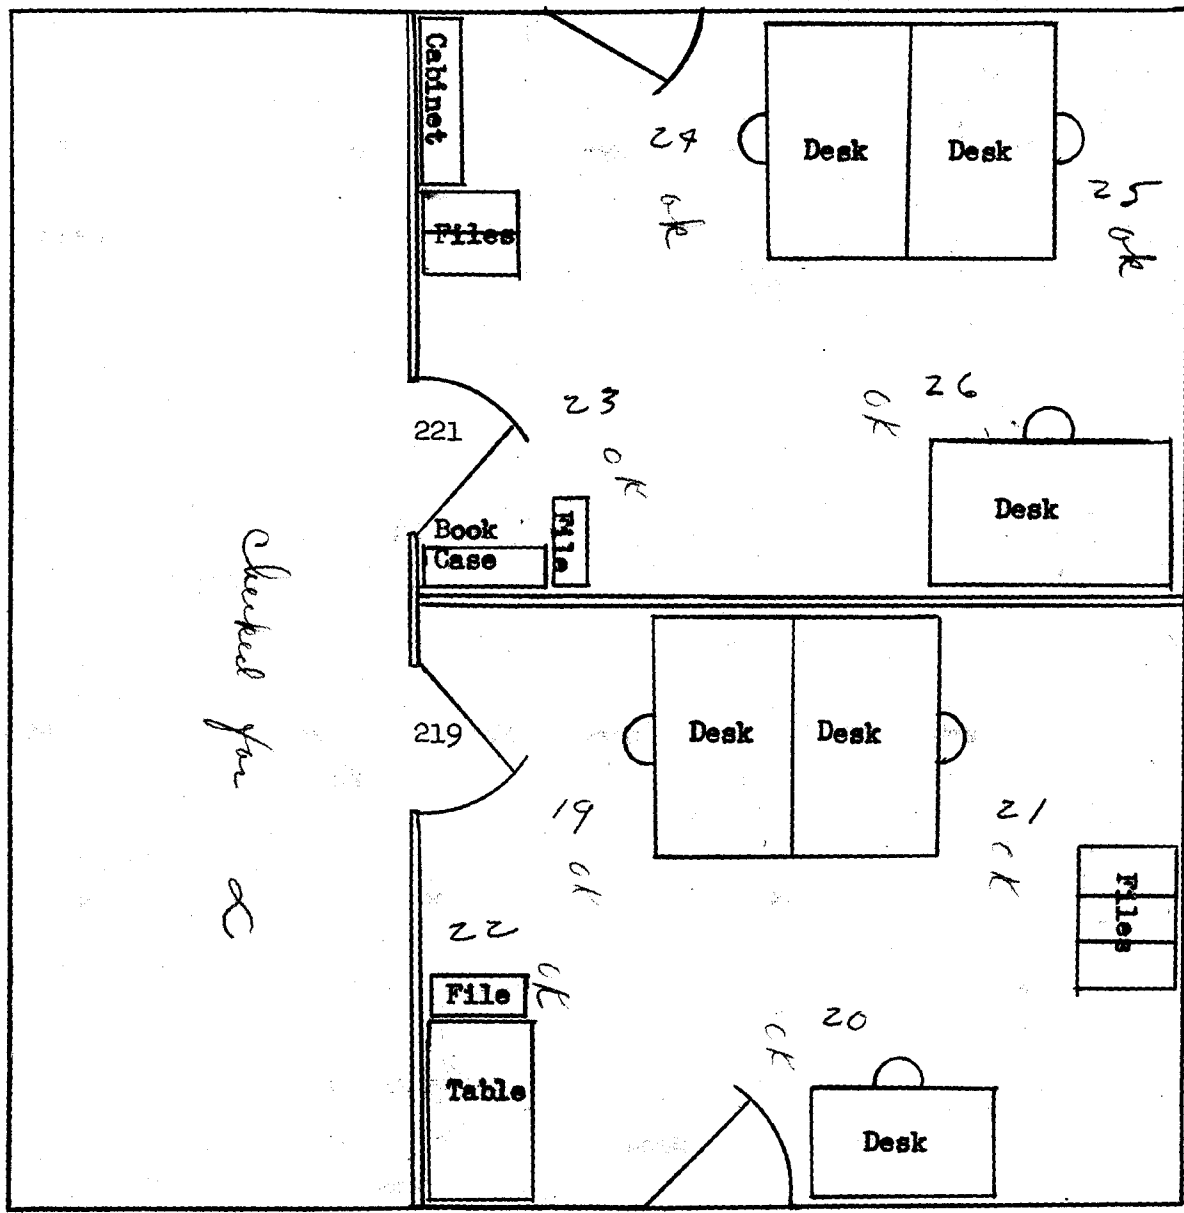 Cabinet
24
Desk
Desk
ok
25
Files
ok
23
26
ok
221
ok
Book
Case
File
Desk
Checked for α
219
Desk
Desk
19
21
ok
ok
Files
22
ok
File
20
ok
Table
Desk